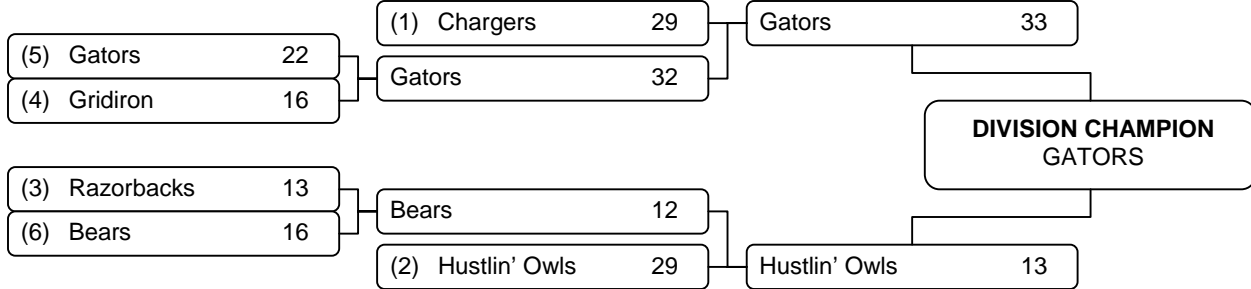 (1) Chargers 29
Gators 33
(5) Gators 22
Gators 32
(4) Gridiron 16
DIVISION CHAMPION
GATORS
(3) Razorbacks 13
Bears 12
(6) Bears 16
(2) Hustlin' Owls 29
Hustlin' Owls 13